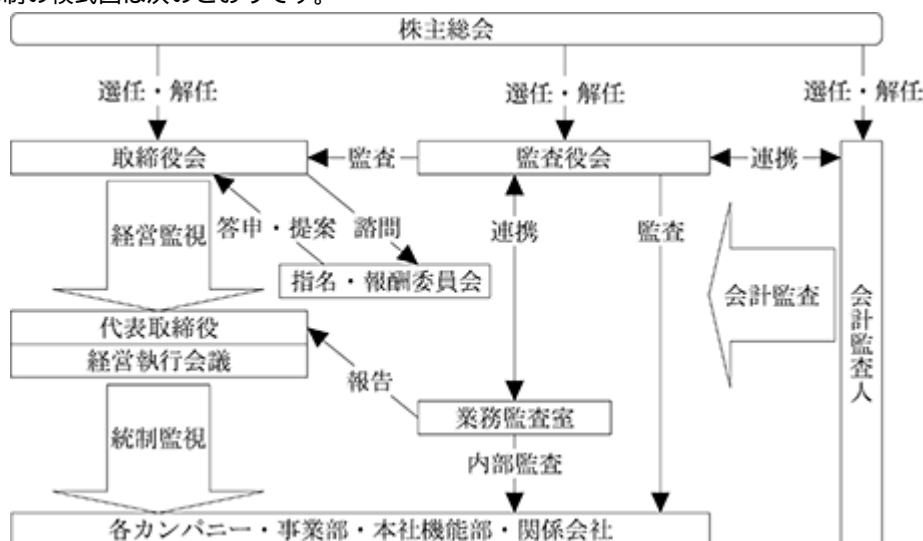 制の模式図は次のとおりです。
株主総会
選任・解任
選任・解任
選任・解任
取締役会
監査
監査役会
連携
経営監視
答申・提案
諮問
連携
監査
指名・報酬委員会
会計監査
会計監査人
代表取締役
経営執行会議
報告
業務監査室
統制監視
内部監査
各カンパニー・事業部・本社機能部・関係会社